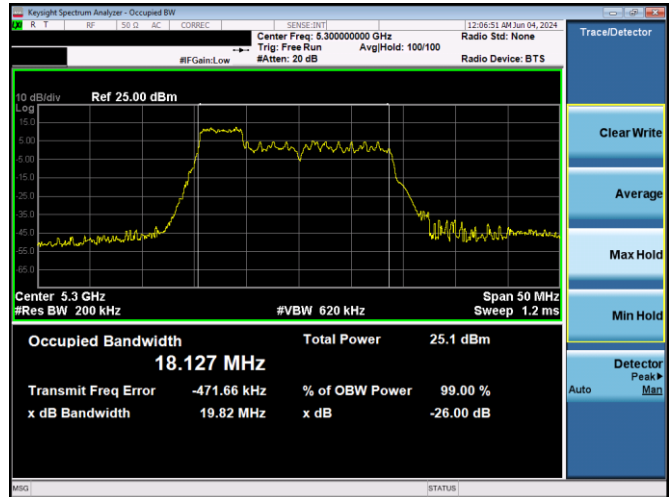 Keysight Spectrum Analyzer - Occupied BW
R T RF 50 Ω AC CORREC SENSE:INT 12:06:51 AM Jun 04, 2024
Center Freq: 5.300000000 GHz Radio Std: None
Trig: Free Run Avg|Hold: 100/100
#IFGain:Low #Atten: 20 dB Radio Device: BTS
Trace/Detector
10 dB/div Ref 25.00 dBm
Log
15.0
5.00
-5.00
-15.0
-25.0
-35.0
-45.0
-55.0
-65.0
Center 5.3 GHz Span 50 MHz
#Res BW 200 kHz #VBW 620 kHz Sweep 1.2 ms
Occupied Bandwidth Total Power 25.1 dBm
18.127 MHz
Transmit Freq Error -471.66 kHz % of OBW Power 99.00 %
x dB Bandwidth 19.82 MHz x dB -26.00 dB
Clear Write
Average
Max Hold
Min Hold
Detector
Peak▶
Auto Man
MSG STATUS